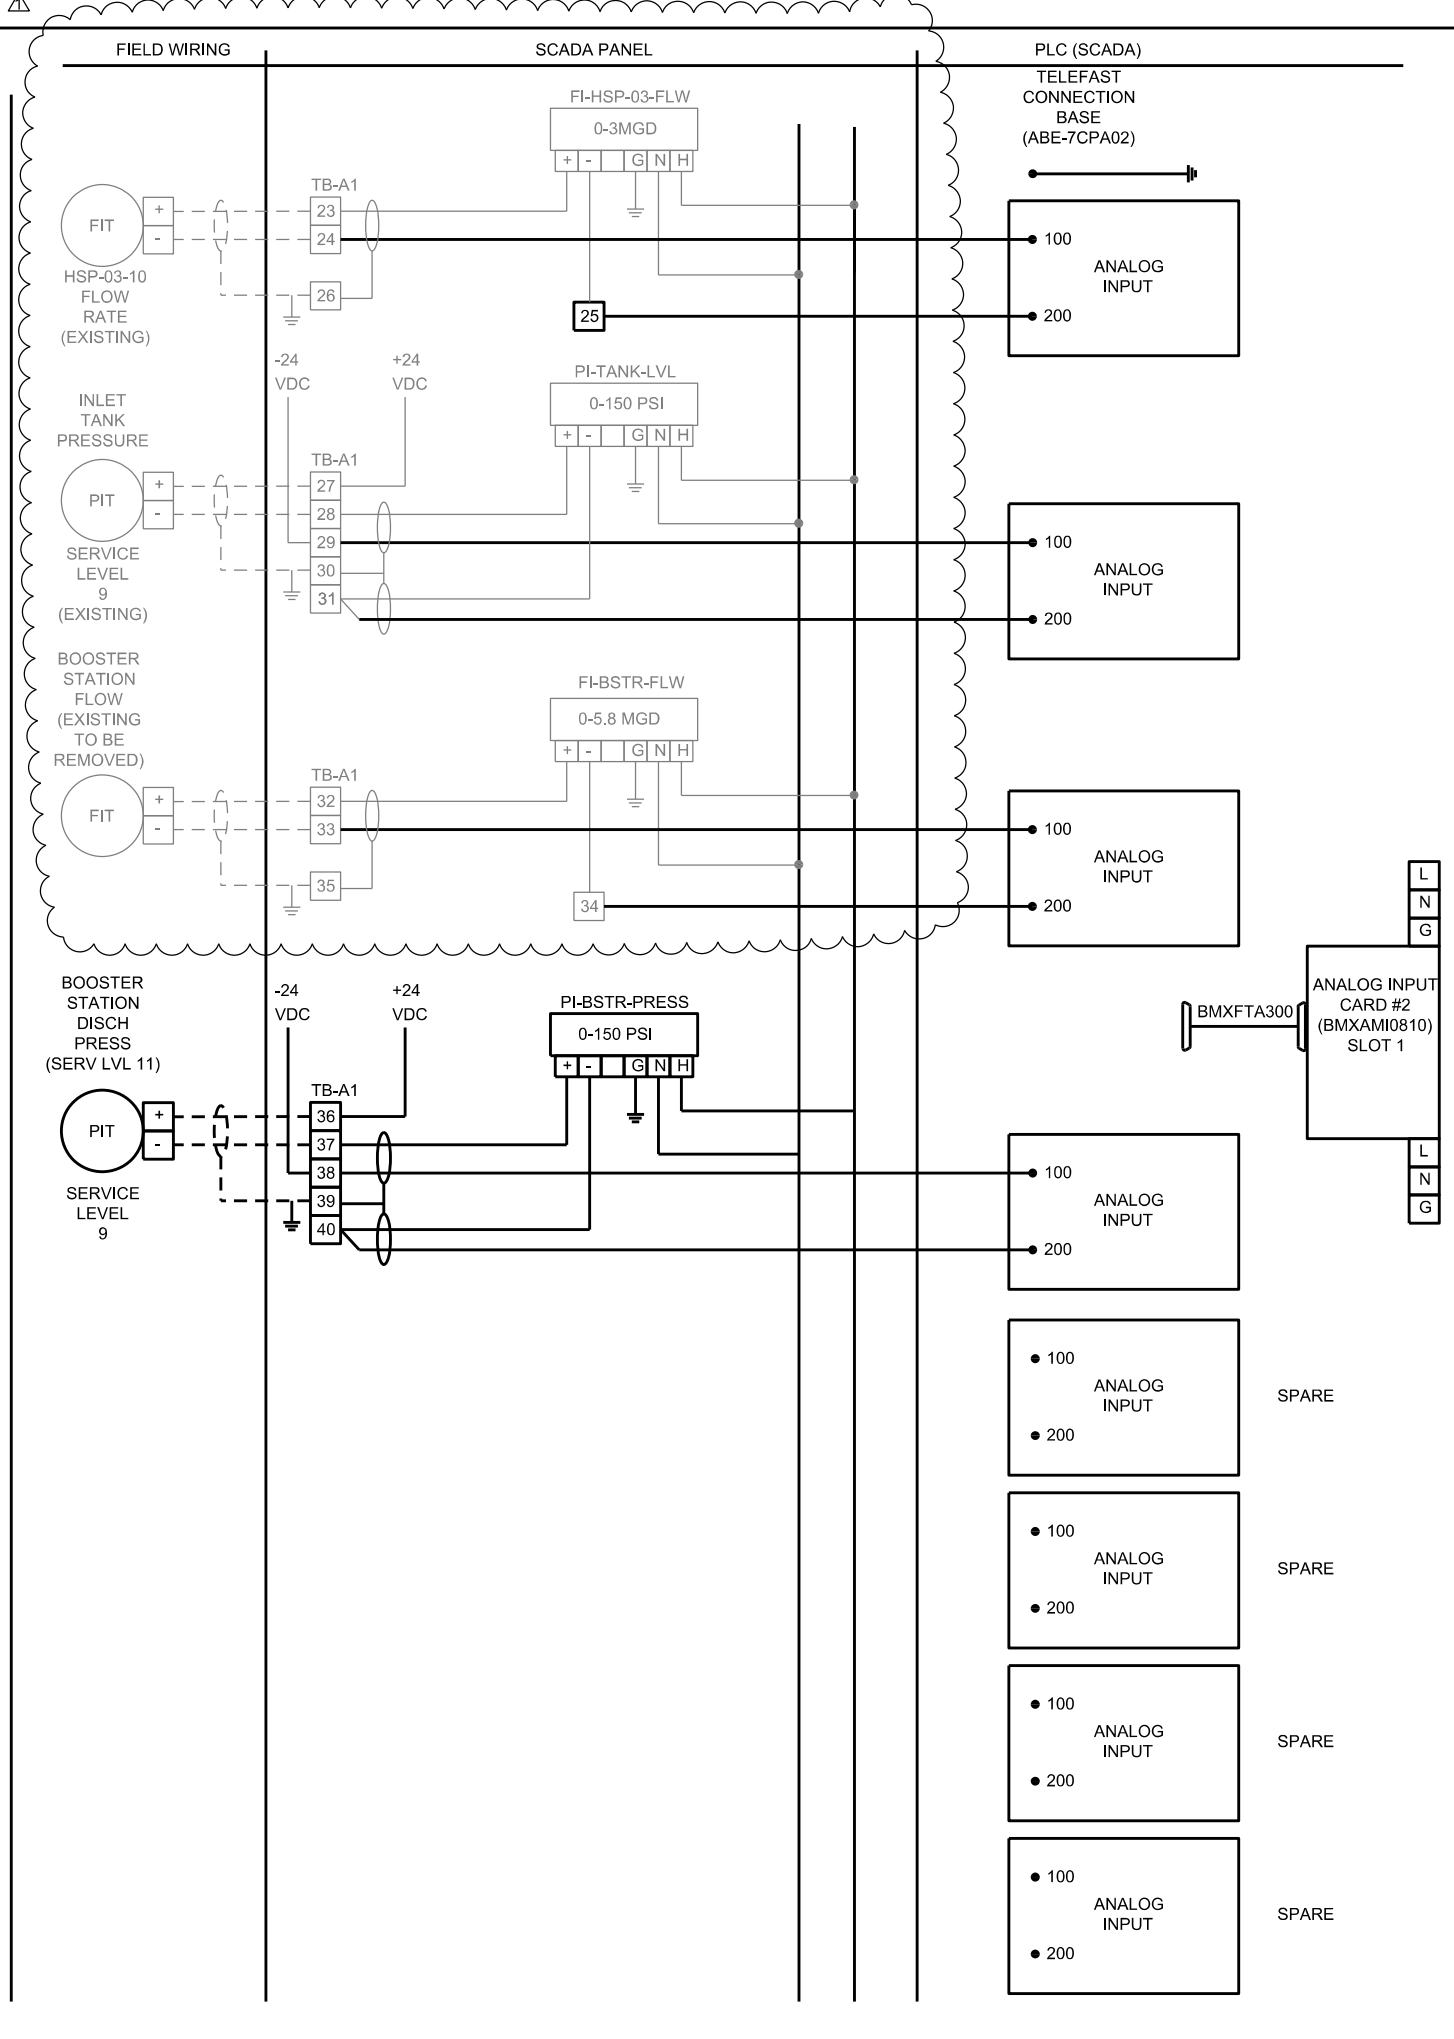 1
FIELD WIRING
SCADA PANEL
PLC (SCADA)
TELEFAST
CONNECTION
BASE
(ABE-7CPA02)
FI-HSP-03-FLW
0-3MGD
+ - G N H
TB-A1
FIT
+
-
23
24
26
HSP-03-10
FLOW
RATE
(EXISTING)
25
100
ANALOG
INPUT
200
-24
VDC
+24
VDC
PI-TANK-LVL
0-150 PSI
+ - G N H
INLET
TANK
PRESSURE
PIT
+
-
TB-A1
27
28
29
30
31
SERVICE
LEVEL
9
(EXISTING)
100
ANALOG
INPUT
200
BOOSTER
STATION
FLOW
(EXISTING
TO BE
REMOVED)
FIT
+
-
FI-BSTR-FLW
0-5.8 MGD
+ - G N H
TB-A1
32
33
35
34
100
ANALOG
INPUT
200
L
N
G
ANALOG INPUT
CARD #2
(BMXAMI0810)
SLOT 1
BMXFTA300
L
N
G
BOOSTER
STATION
DISCH
PRESS
(SERV LVL 11)
-24
VDC
+24
VDC
PI-BSTR-PRESS
0-150 PSI
+ - G N H
PIT
+
-
TB-A1
36
37
38
39
40
SERVICE
LEVEL
9
100
ANALOG
INPUT
200
100
ANALOG
INPUT
200
SPARE
100
ANALOG
INPUT
200
SPARE
100
ANALOG
INPUT
200
SPARE
100
ANALOG
INPUT
200
SPARE